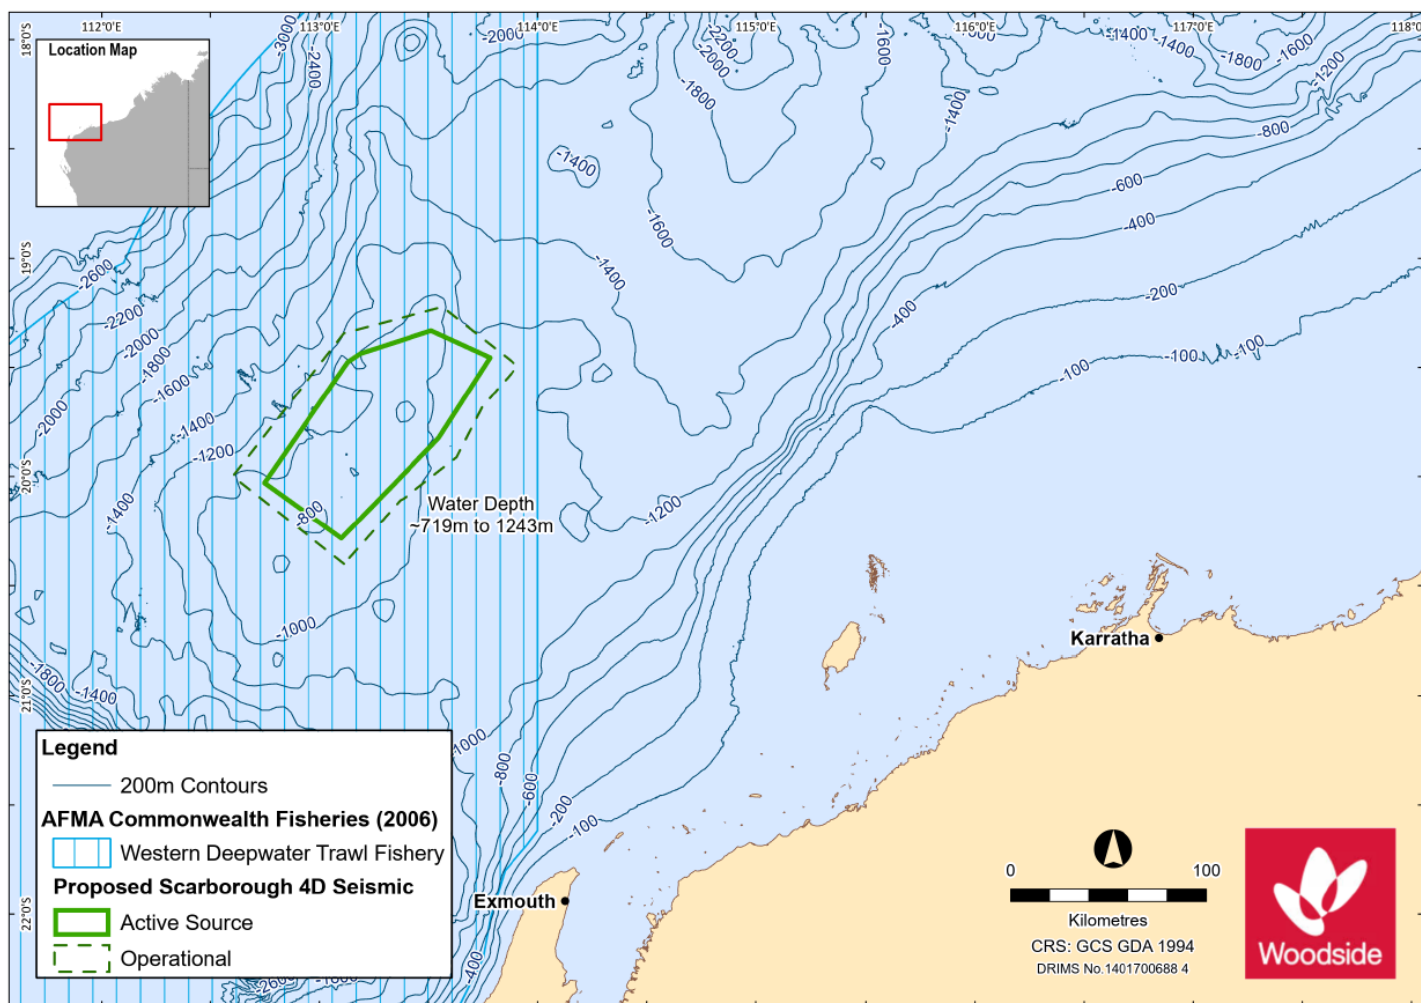 112°0'E
113°0'E
114°0'E
115°0'E
116°0'E
117°0'E
118°0'
18°0'S
19°0'S
20°0'S
21°0'S
22°0'S
Location Map
-3000
-2400
-2000
-2200
-2000
-1800
-1600
-1400
-1400
-1400
-1800
-1600
-1200
-800
-600
-400
-1400
-1600
-1400
-200
-400
-100
-100
-100
-2600
-2200
-2000
-1800
-1600
-2000
-1400
-1200
-1400
-800
Water Depth
~719m to 1243m
-1200
-1000
-1800
-1400
-1000
-800
-600
-200
-100
-400
-2600
Karratha
Exmouth
Legend
200m Contours
AFMA Commonwealth Fisheries (2006)
Western Deepwater Trawl Fishery
Proposed Scarborough 4D Seismic
Active Source
Operational
0 100
Kilometres
CRS: GCS GDA 1994
DRIMS No.1401700688 4
Woodside